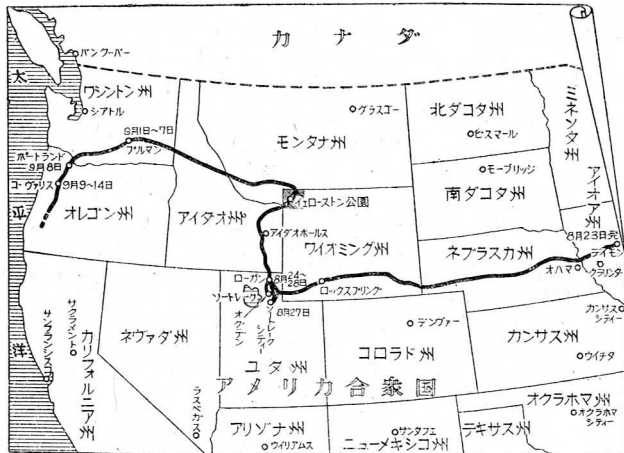 カナダ
バンクーバー
太
平
洋
ワシントン州
シアトル
9月1日～7日
プルマン
ポートランド
9月8日
コーヴァリス
9月9～14日
オレゴン州
アイダオ州
モンタナ州
グラスゴー
イェローストン公園
アイダオホールス
ワイオミング州
北ダコタ州
ビスマール
モーブリッジ
南ダコタ州
ミネンタ州
アイオア州
8月23日発
エイモン
クラリンダ
ネブラスカ州
オハマ
ローガン
8月24～28日
ロックスプリング
ソートレーク
オグデン
ソートレークシティー
8月27日
ユタ州
ネヴァダ州
サクラメント
サンフランシスコ
カリフォルニア州
ラスベガス
デンヴァー
コロラド州
カンサスシティー
カンサス州
ウイチタ
アメリカ合衆国
アリゾナ州
ウイリアムス
サンタフエ
ニューメキシコ州
テキサス州
オクラホマ州
オクラホマシティー